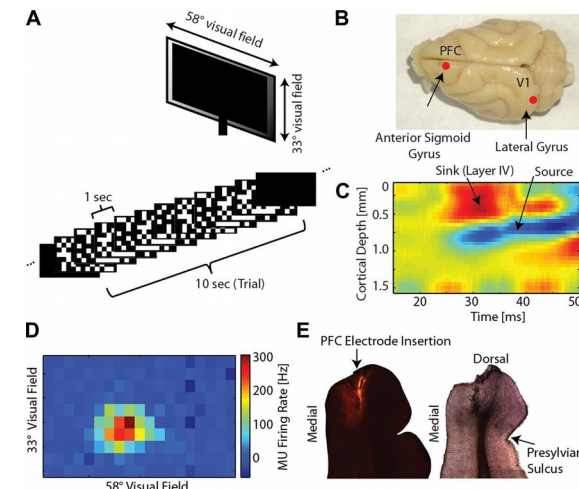 A
58° visual field
33° visual field
1 sec
10 sec (Trial)
B
PFC
V1
Anterior Sigmoid
Gyrus
Lateral Gyrus
Sink (Layer IV)
Source
C
Cortical Depth [mm]
0
0.5
1.0
1.5
20
30
40
50
Time [ms]
D
33° Visual Field
58° Visual Field
300
200
100
0
MU Firing Rate [Hz]
E
PFC Electrode Insertion
Dorsal
Medial
Medial
Presylvian
Sulcus